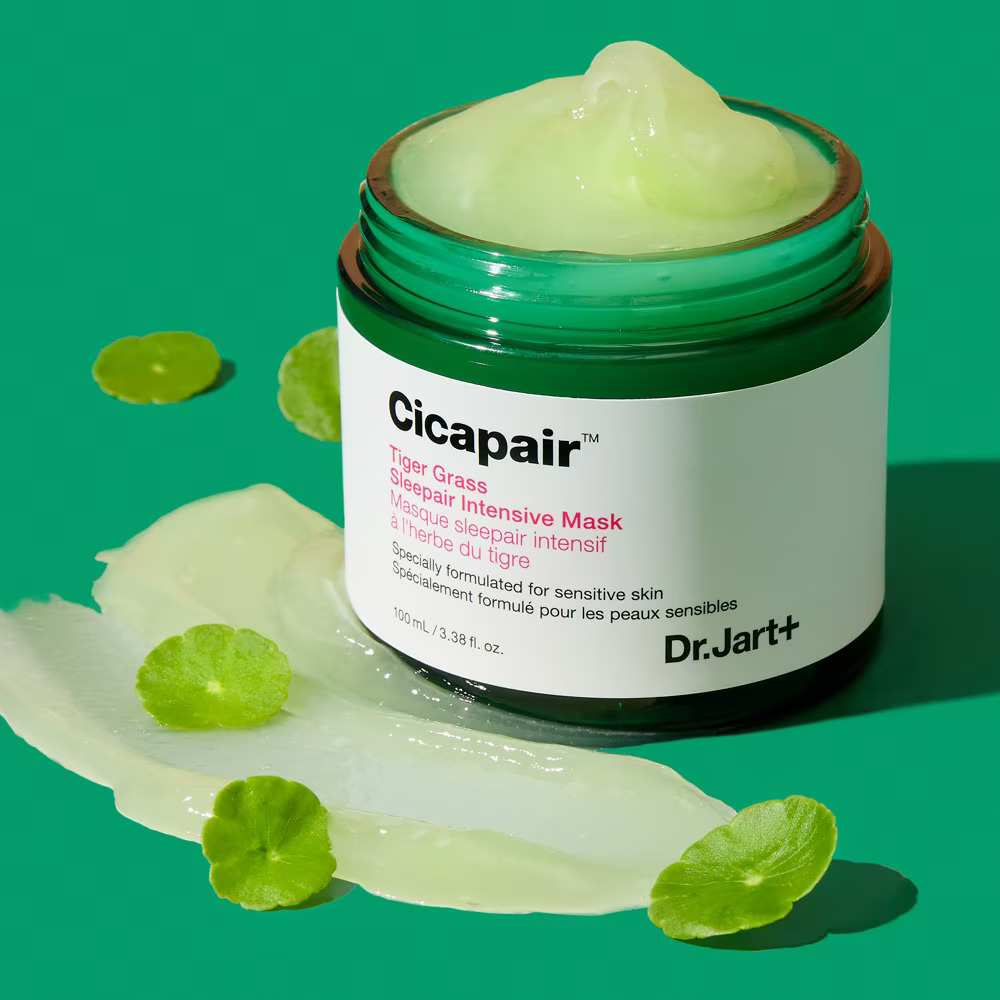 Cicapair™
Tiger Grass
Sleepair Intensive Mask
Masque sleepair intensif
à l'herbe du tigre
Specially formulated for sensitive skin
Spécialement formulé pour les peaux sensibles
100 mL / 3.38 fl. oz.
Dr.Jart+